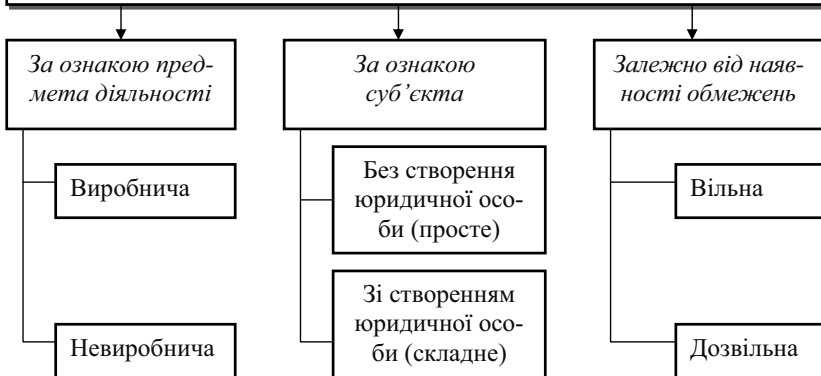 За ознакою пред-
мета діяльності
Виробнича
Невиробнича
За ознакою
суб’єкта
Без створення
юридичної осо-
би (просте)
Зі створенням
юридичної осо-
би (складне)
Залежно від наяв-
ності обмежень
Вільна
Дозвільна